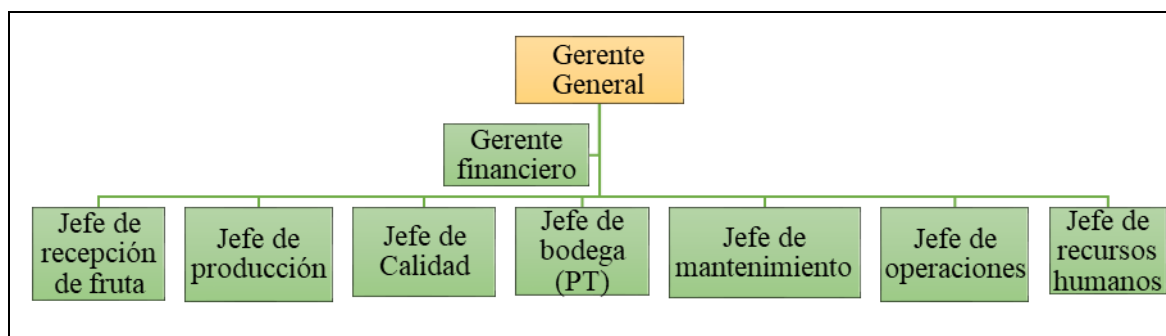 Gerente
General
Gerente
financiero
Jefe de
recepción
de fruta
Jefe de
producción
Jefe de
Calidad
Jefe de
bodega
(PT)
Jefe de
mantenimiento
Jefe de
operaciones
Jefe de
recursos
humanos